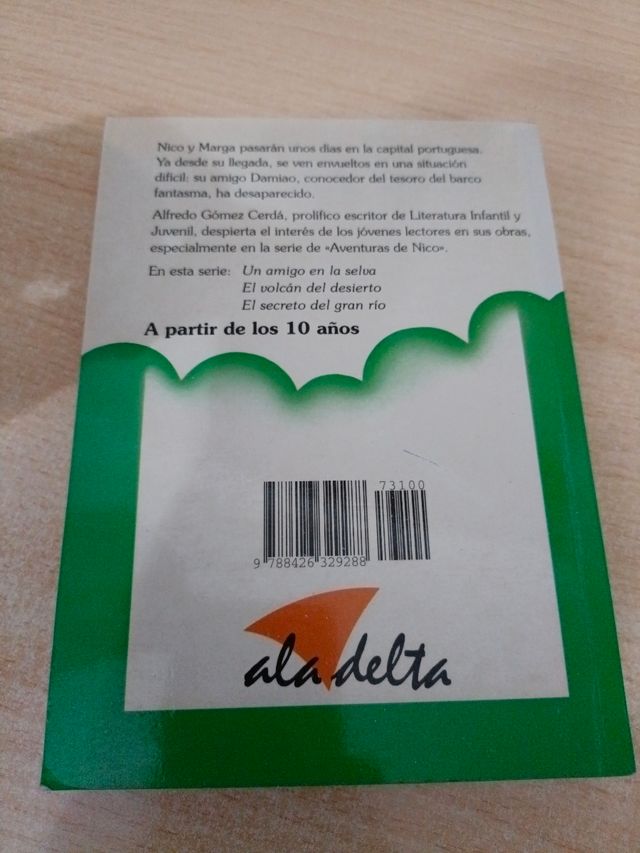 Nico y Marga pasarán unos días en la capital portuguesa.
Ya desde su llegada, se ven envueltos en una situación
difícil: su amigo Damiao, conocedor del tesoro del barco
fantasma, ha desaparecido.
Alfredo Gómez Cerdá, prolífico escritor de Literatura Infantil y
Juvenil, despierta el interés de los jóvenes lectores en sus obras,
especialmente en la serie de «Aventuras de Nico».
En esta serie: Un amigo en la selva
El volcán del desierto
El secreto del gran río
A partir de los 10 años
73100
9 788426 329288
ala delta